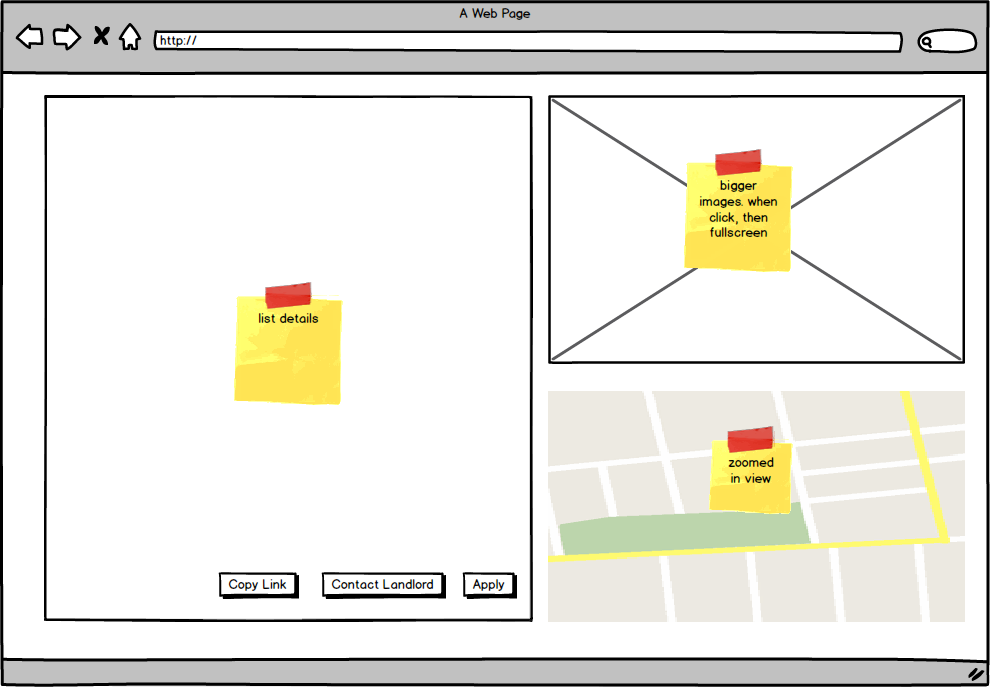 A Web Page
http://
bigger
images. when
click, then
fullscreen
list details
zoomed
in view
Copy Link
Contact Landlord
Apply